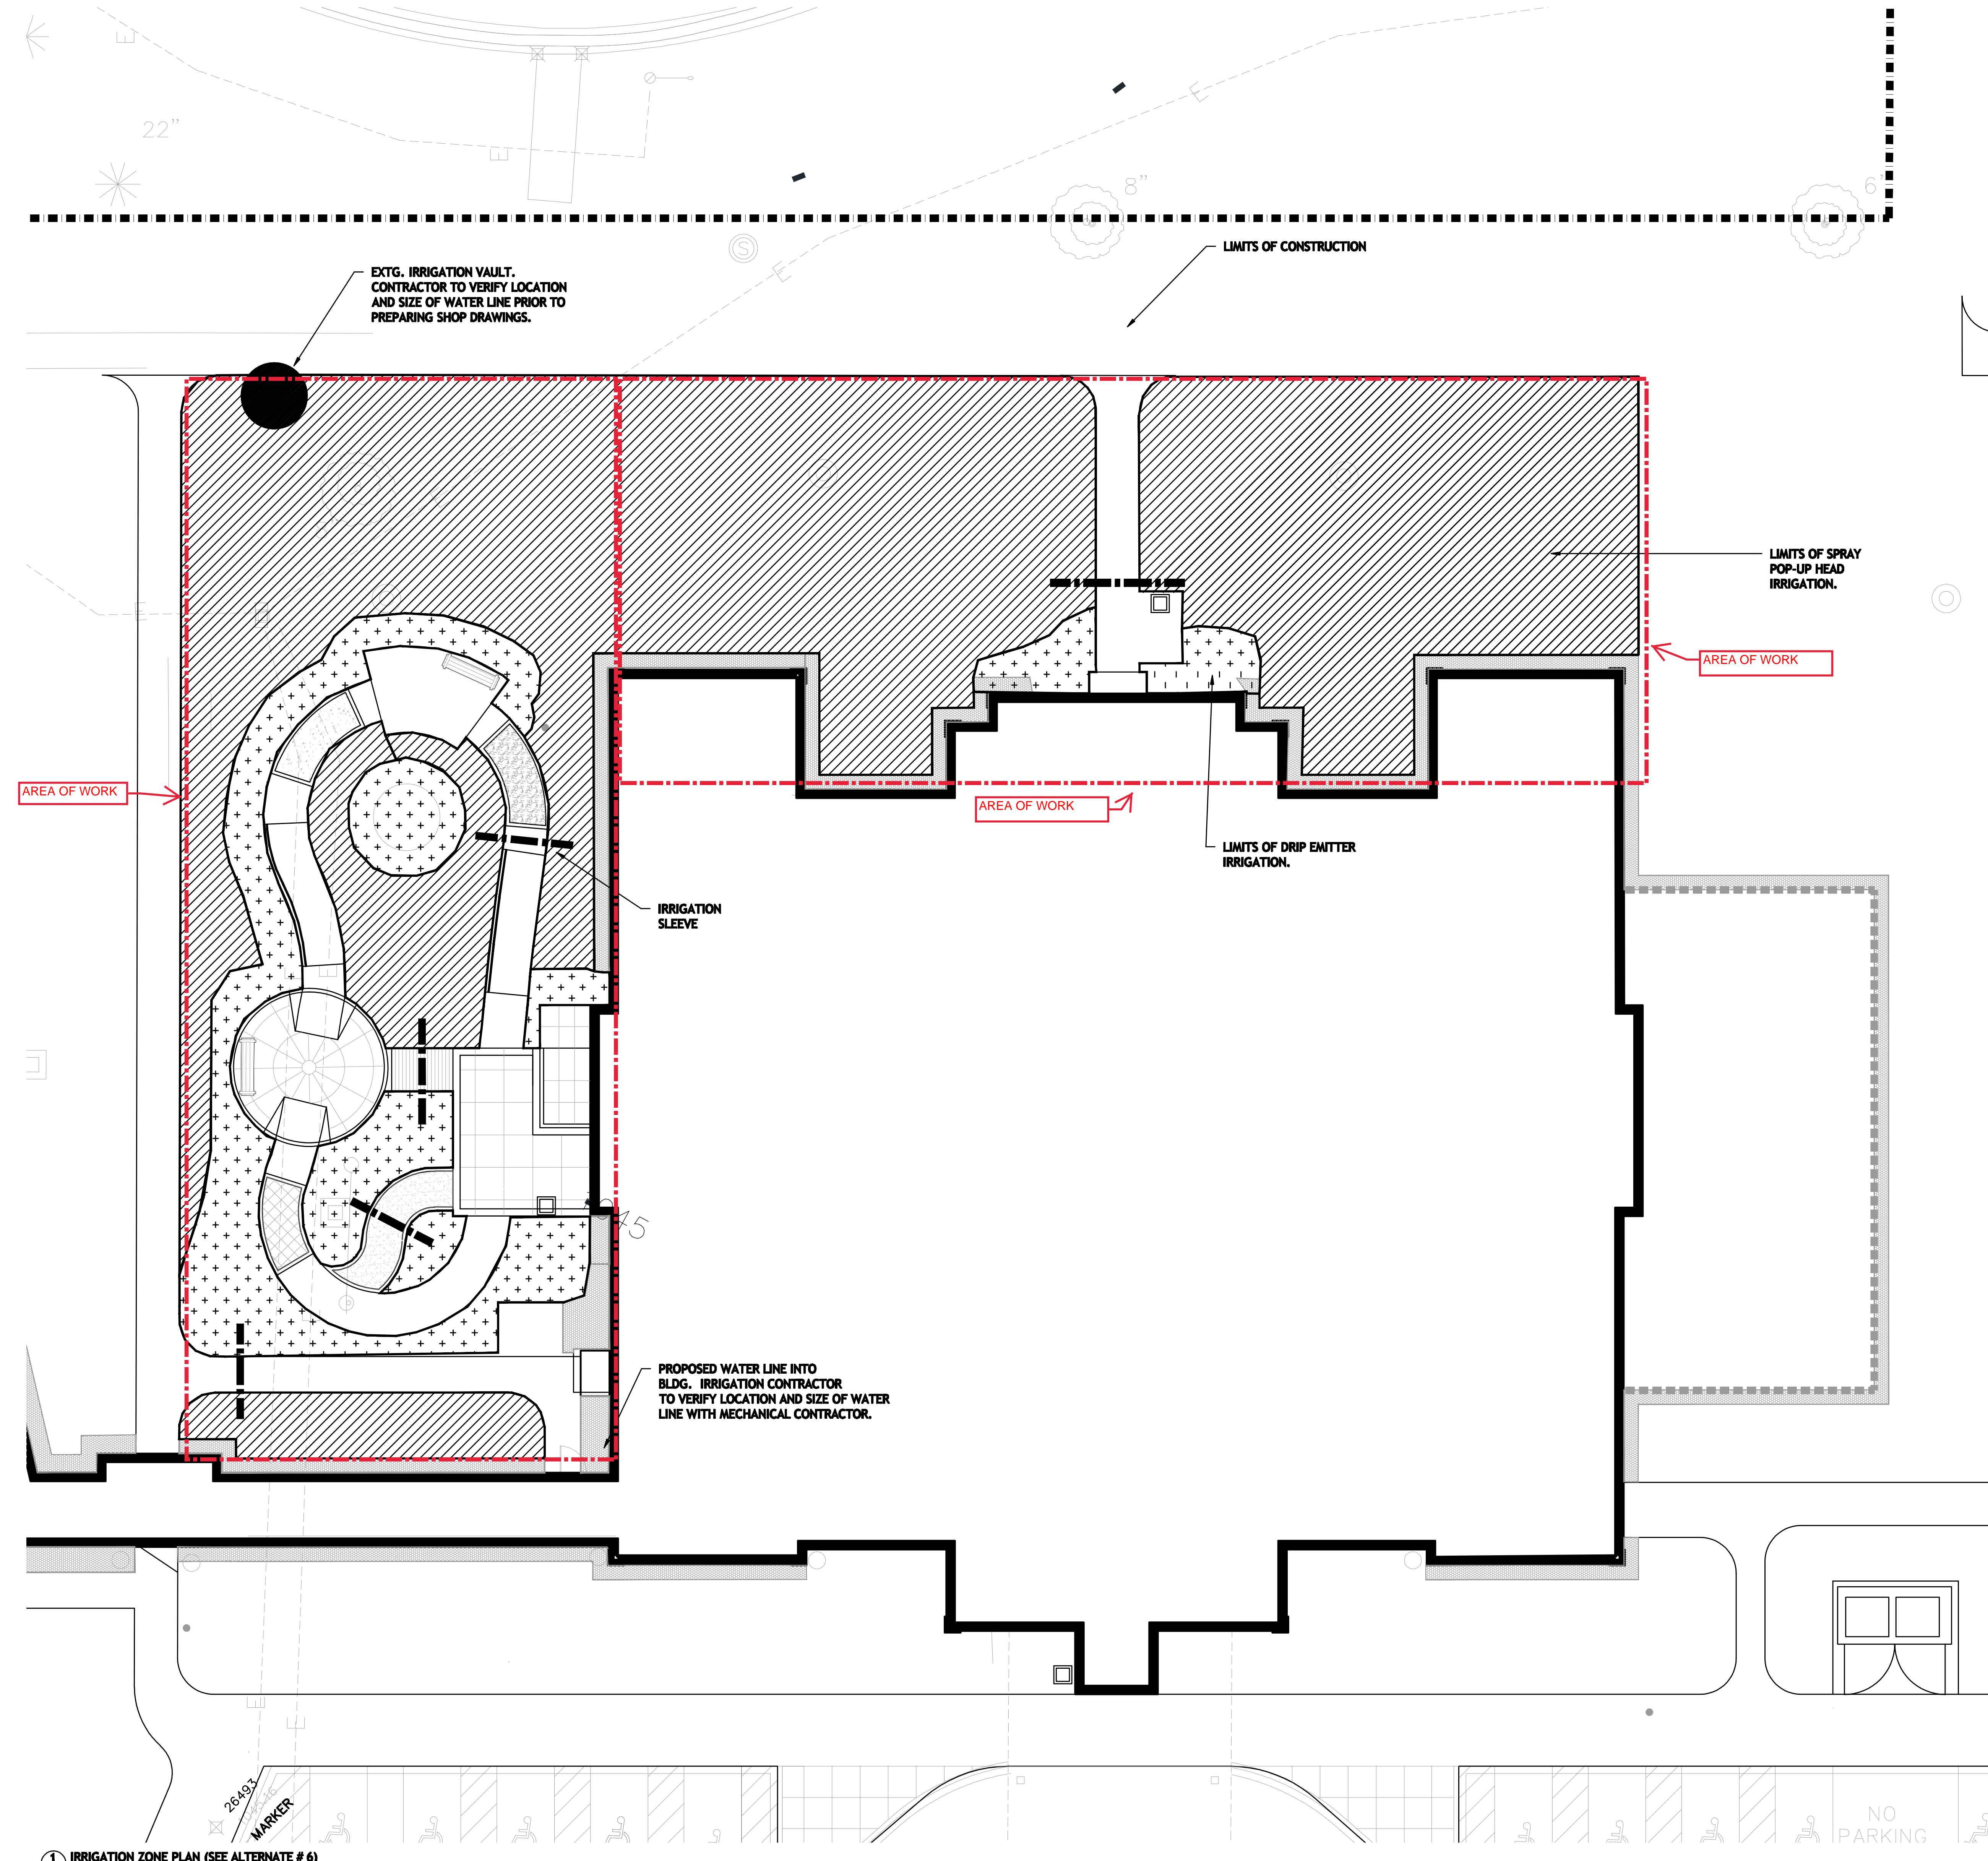 E
22"
E
E
8"
6"
S
E
LIMITS OF CONSTRUCTION
EXTG. IRRIGATION VAULT.
CONTRACTOR TO VERIFY LOCATION
AND SIZE OF WATER LINE PRIOR TO
PREPARING SHOP DRAWINGS.
LIMITS OF SPRAY
POP-UP HEAD
IRRIGATION.
E
E
AREA OF WORK
AREA OF WORK
AREA OF WORK
LIMITS OF DRIP EMITTER
IRRIGATION.
IRRIGATION
SLEEVE
E
PROPOSED WATER LINE INTO
BLDG. IRRIGATION CONTRACTOR
TO VERIFY LOCATION AND SIZE OF WATER
LINE WITH MECHANICAL CONTRACTOR.
E
E
26493
MARKER
NO
PARKING
1 IRRIGATION ZONE PLAN (SEE ALTERNATE # 6)